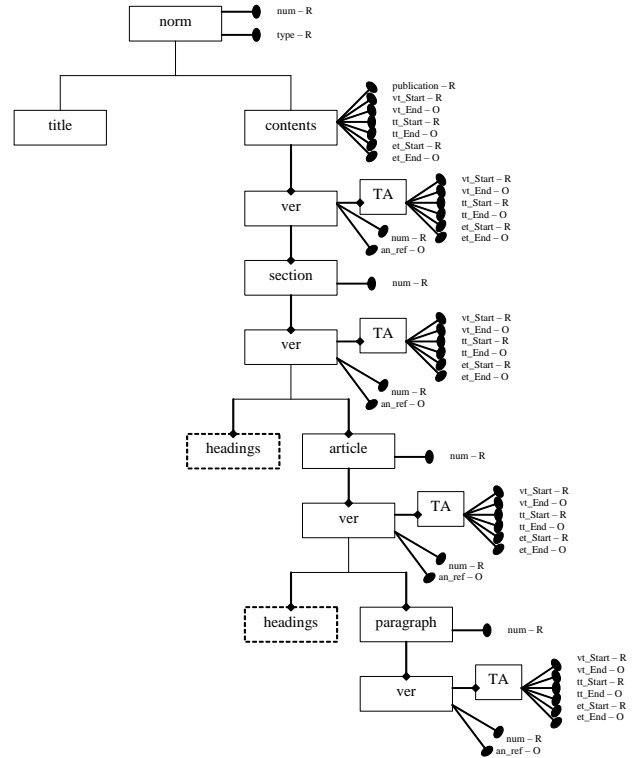 norm
num – R
type – R
title
contents
publication – R
vt_Start – R
vt_End – O
tt_Start – R
tt_End – O
et_Start – R
et_End – O
ver
TA
vt_Start – R
vt_End – O
tt_Start – R
tt_End – O
et_Start – R
et_End – O
num – R
an_ref – O
section
num – R
ver
TA
vt_Start – R
vt_End – O
tt_Start – R
tt_End – O
et_Start – R
et_End – O
num – R
an_ref – O
headings
article
num – R
ver
TA
vt_Start – R
vt_End – O
tt_Start – R
tt_End – O
et_Start – R
et_End – O
num – R
an_ref – O
headings
paragraph
num – R
ver
TA
vt_Start – R
vt_End – O
tt_Start – R
tt_End – O
et_Start – R
et_End – O
num – R
an_ref – O